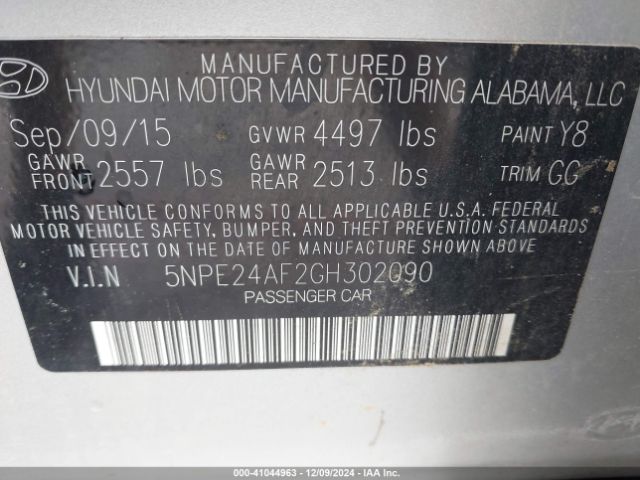 MANUFACTURED BY
HYUNDAI MOTOR MANUFACTURING ALABAMA, LLC
Sep/09/15 GVWR 4497 lbs PAINT Y8
GAWR FRONT 2557 lbs GAWR REAR 2513 lbs TRIM GG
THIS VEHICLE CONFORMS TO ALL APPLICABLE U.S.A. FEDERAL
MOTOR VEHICLE SAFETY, BUMPER, AND THEFT PREVENTION STANDARDS
IN EFFECT ON THE DATE OF MANUFACTURE SHOWN ABOVE
V.I.N 5NPE24AF2GH302090
PASSENGER CAR
000-41044963 - 12/09/2024 - IAA Inc.